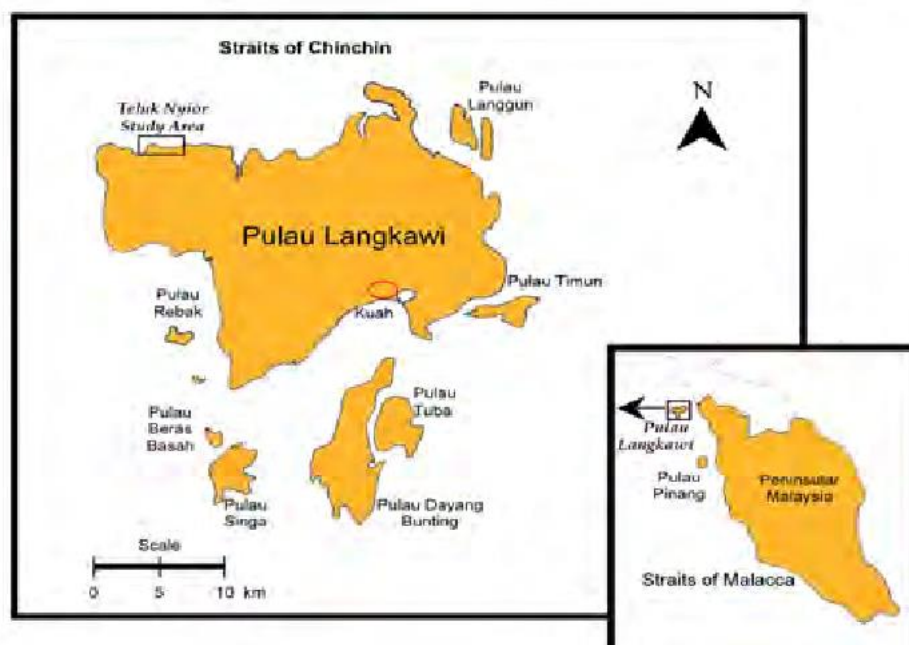 Straits of Chinchin
Teluk Nyior
Study Area
Pulau
Langgun
N
Pulau Langkawi
Pulau Timun
Pulau
Rebak
Kuah
Pulau
Tuba
Pulau
Beras
Basah
Pulau
Singa
Pulau Dayang
Bunting
Scale
0 5 10 km
Pulau
Langkawi
Pulau
Pinang
Peninsular
Malaysia
Straits of Malacca